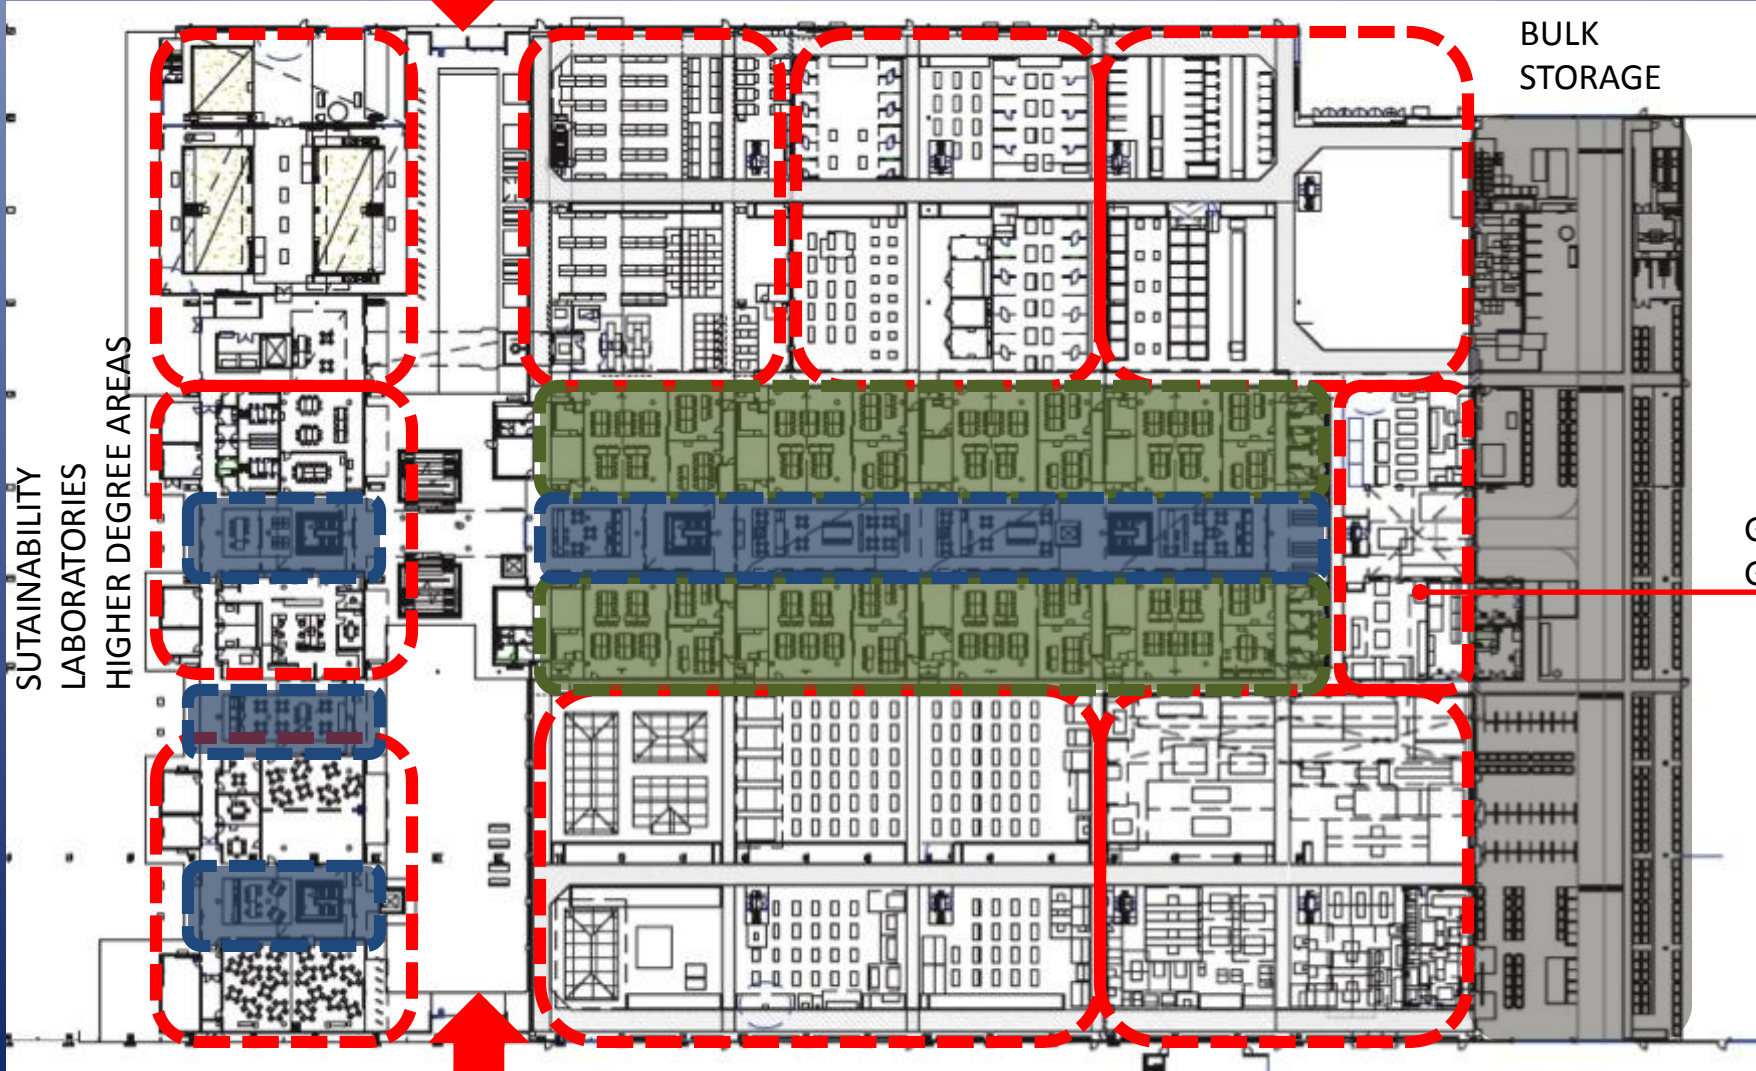 BULK
STORAGE
SUTAINABILITY
LABORATORIES
HIGHER DEGREE AREAS
G
G